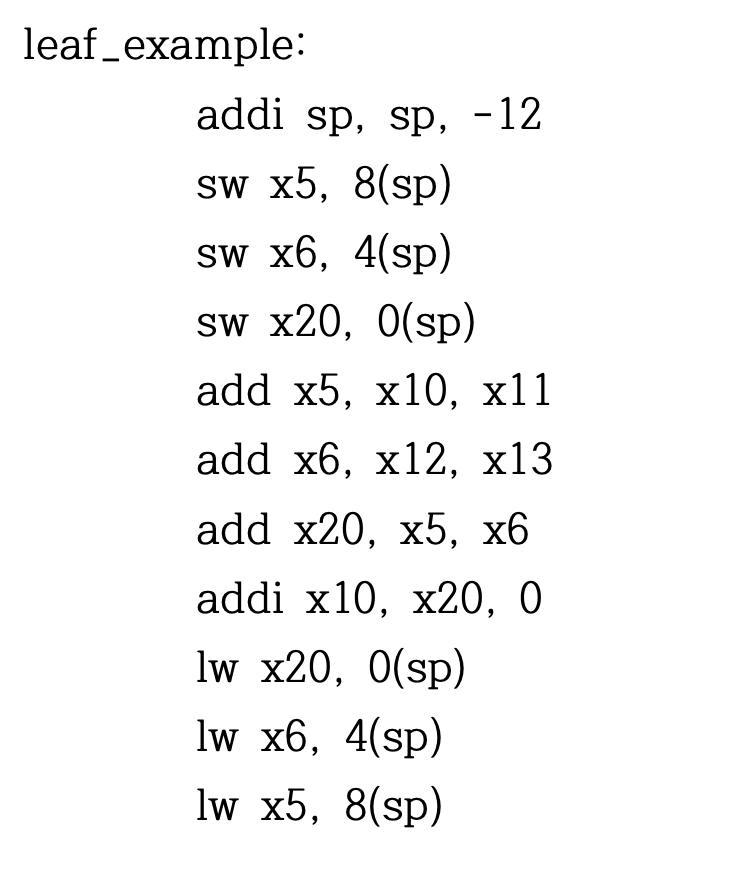 leaf_example:
addi sp, sp, -12
sw x5, 8(sp)
sw x6, 4(sp)
sw x20, 0(sp)
add x5, x10, x11
add x6, x12, x13
add x20, x5, x6
addi x10, x20, 0
lw x20, 0(sp)
lw x6, 4(sp)
lw x5, 8(sp)